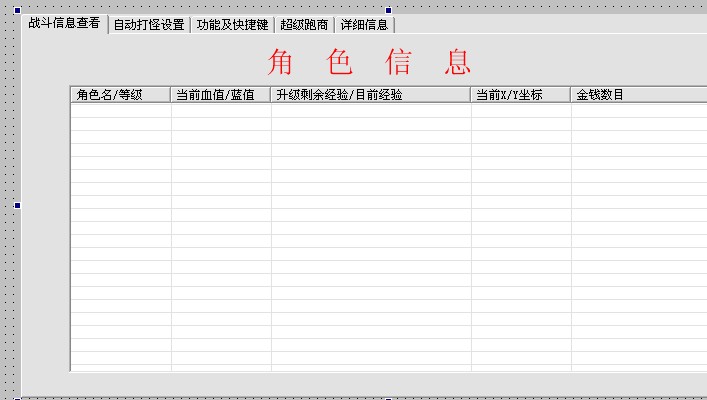 战斗信息查看 自动打怪设置 功能及快捷键 超级跑商 详细信息
角 色 信 息
角色名/等级 当前血值/蓝值 升级剩余经验/目前经验 当前X/Y坐标 金钱数目